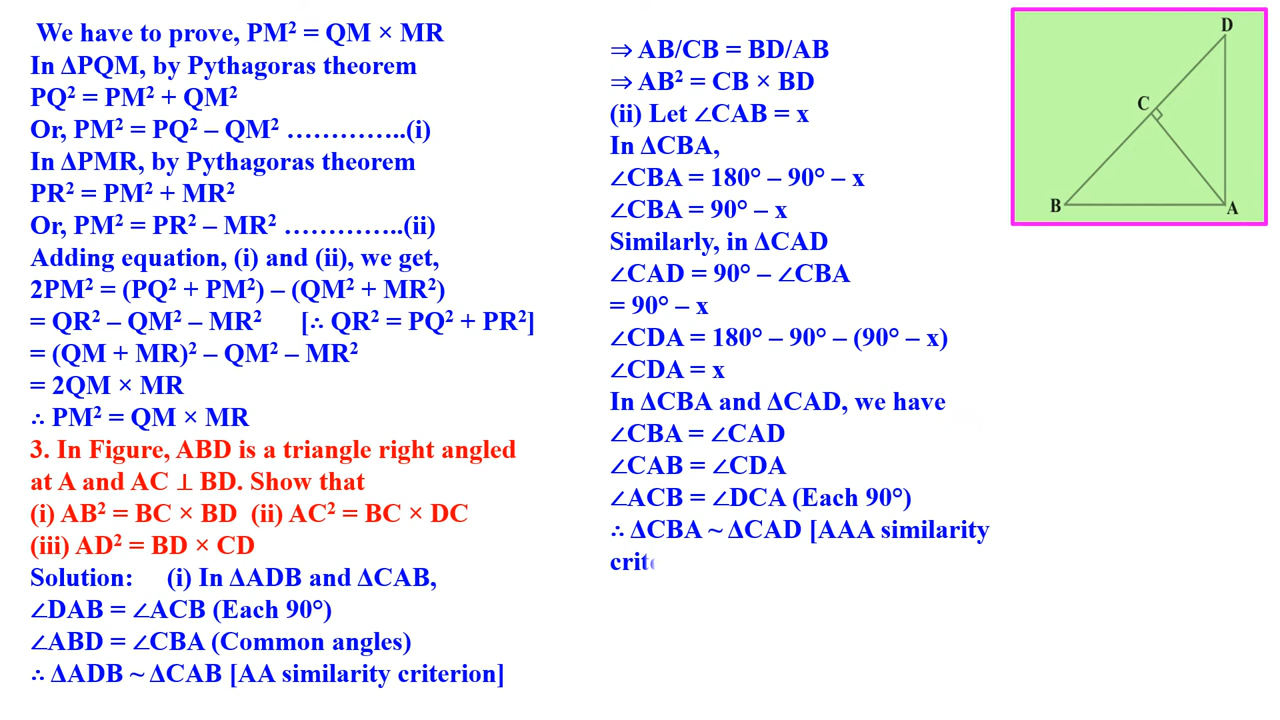 We have to prove, PM² = QM × MR
In ΔPQM, by Pythagoras theorem
PQ² = PM² + QM²
Or, PM² = PQ² – QM² …………..(i)
In ΔPMR, by Pythagoras theorem
PR² = PM² + MR²
Or, PM² = PR² – MR² …………..(ii)
Adding equation, (i) and (ii), we get,
2PM² = (PQ² + PM²) – (QM² + MR²)
= QR² – QM² – MR² [∴ QR² = PQ² + PR²]
= (QM + MR)² – QM² – MR²
= 2QM × MR
∴ PM² = QM × MR
3. In Figure, ABD is a triangle right angled
at A and AC ⊥ BD. Show that
(i) AB² = BC × BD (ii) AC² = BC × DC
(iii) AD² = BD × CD
Solution: (i) In ΔADB and ΔCAB,
∠DAB = ∠ACB (Each 90°)
∠ABD = ∠CBA (Common angles)
∴ ΔADB ~ ΔCAB [AA similarity criterion]
⇒ AB/CB = BD/AB
⇒ AB² = CB × BD
(ii) Let ∠CAB = x
In ΔCBA,
∠CBA = 180° – 90° – x
∠CBA = 90° – x
Similarly, in ΔCAD
∠CAD = 90° – ∠CBA
= 90° – x
∠CDA = 180° – 90° – (90° – x)
∠CDA = x
In ΔCBA and ΔCAD, we have
∠CBA = ∠CAD
∠CAB = ∠CDA
∠ACB = ∠DCA (Each 90°)
∴ ΔCBA ~ ΔCAD [AAA similarity
crite
D
C
B
A